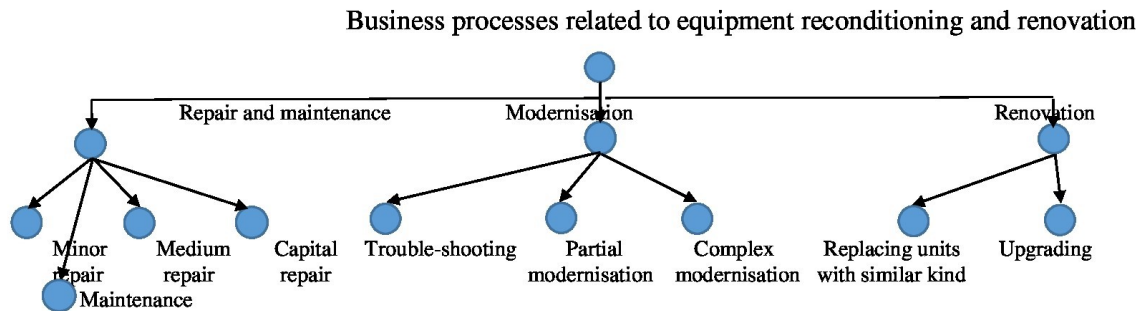 Business processes related to equipment reconditioning and renovation
Repair and maintenance
Modernisation
Renovation
Minor
repair
Medium
repair
Capital
repair
Trouble-shooting
Partial
modernisation
Complex
modernisation
Replacing units
with similar kind
Upgrading
Maintenance